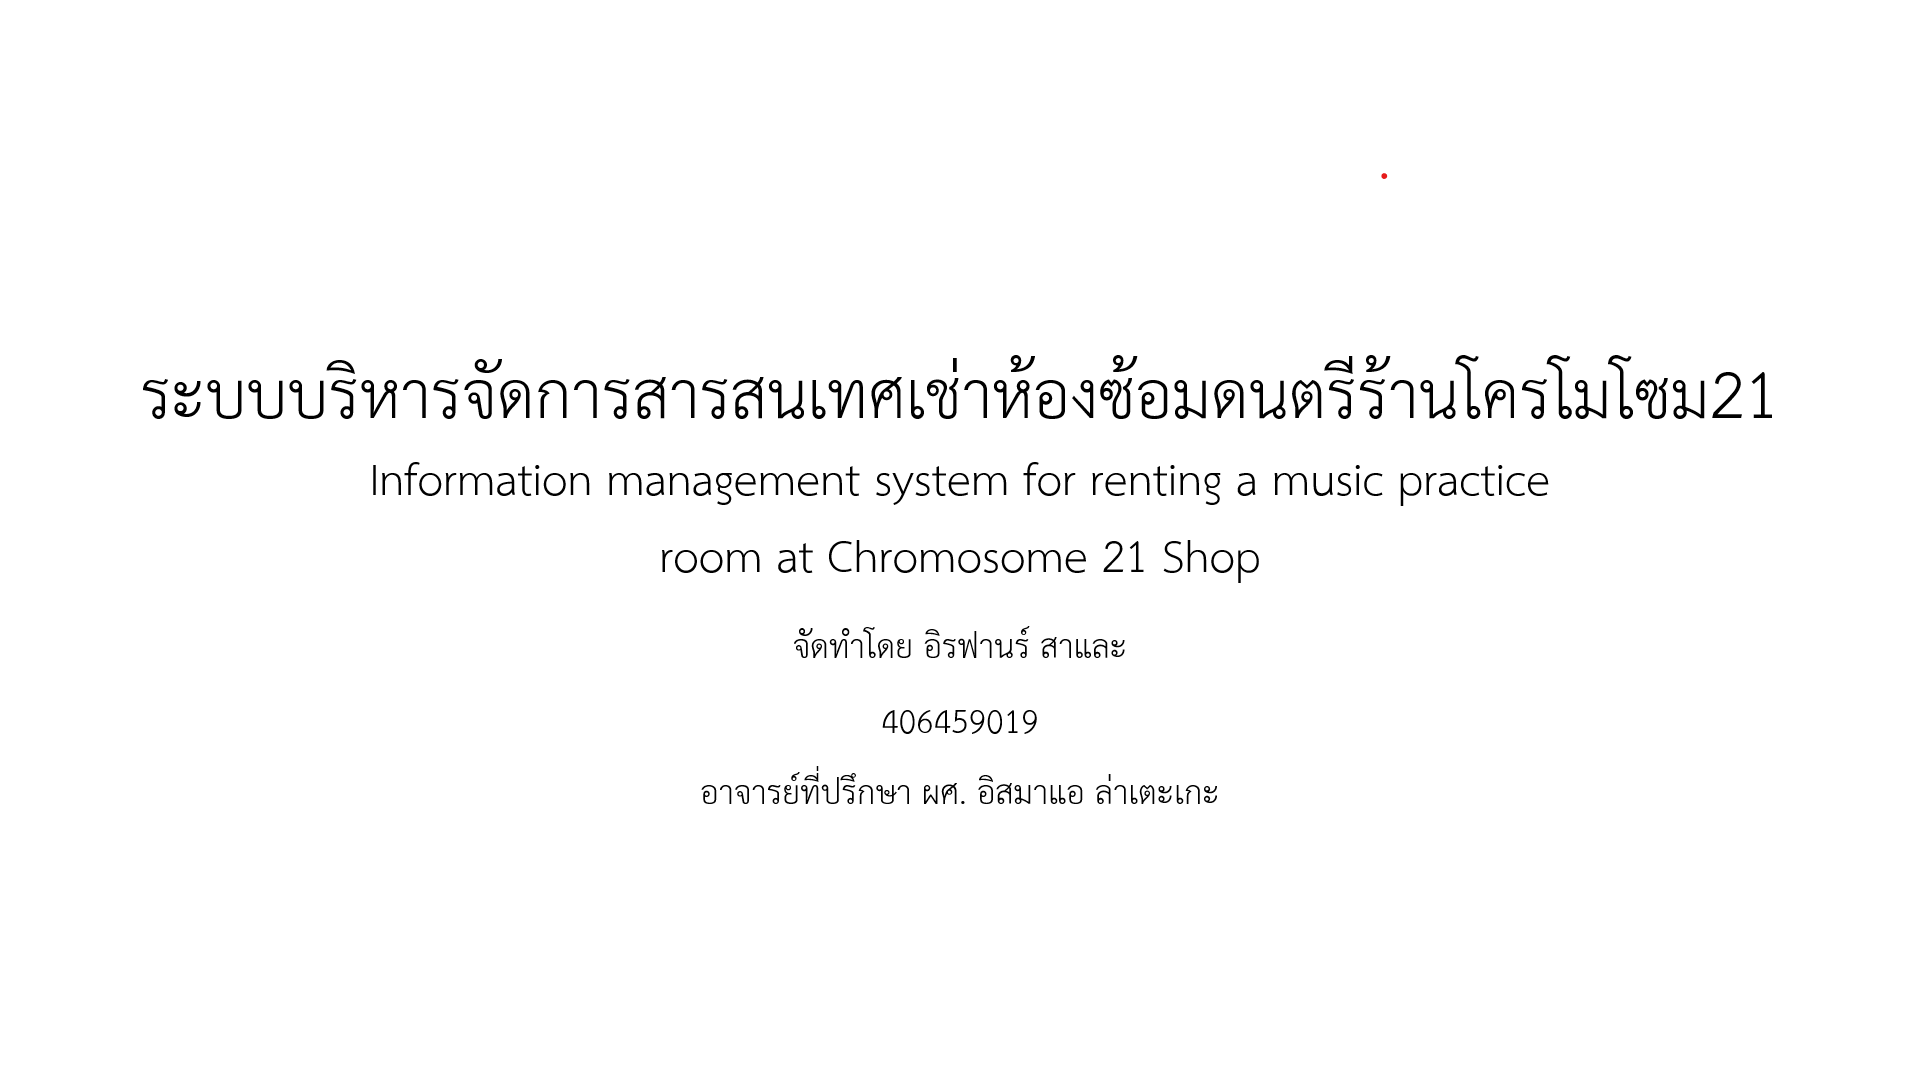 ระบบบริหารจัดการสารสนเทศเช่าห้องซ้อมดนตรีร้านโครโมโซม21
Information management system for renting a music practice
room at Chromosome 21 Shop
จัดทำโดย อิรฟานร์ สาและ
406459019
อาจารย์ที่ปรึกษา ผศ. อิสมาแอ ล่าเตะเกะ